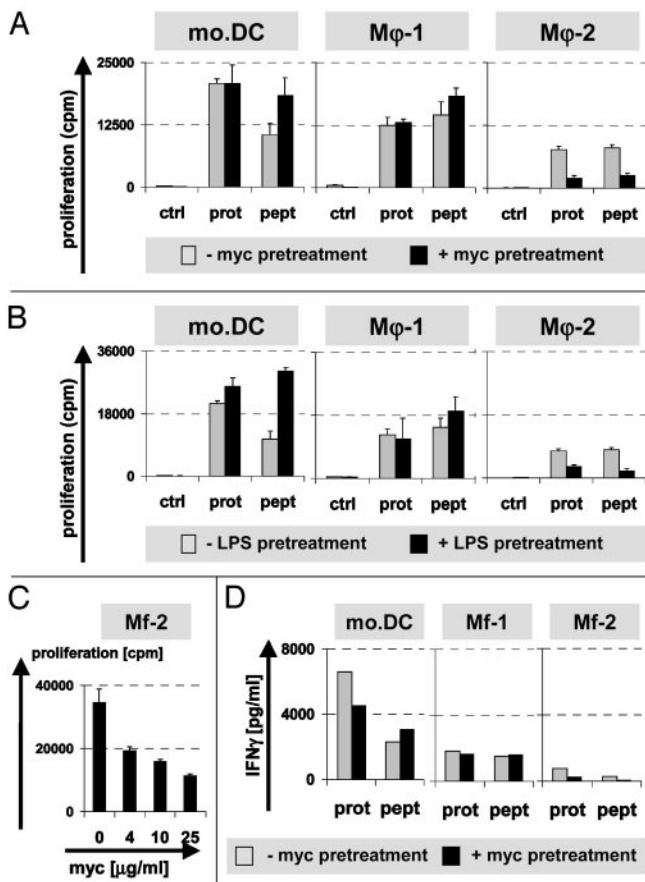 A
mo.DC Mφ-1 Mφ-2
proliferation (cpm)
25000
12500
0
ctrl prot pept ctrl prot pept ctrl prot pept
- myc pretreatment + myc pretreatment
B
mo.DC Mφ-1 Mφ-2
proliferation (cpm)
36000
18000
0
ctrl prot pept ctrl prot pept ctrl prot pept
- LPS pretreatment + LPS pretreatment
C
Mf-2
proliferation [cpm]
40000
20000
0
0 4 10 25
myc [μg/ml]
D
mo.DC Mf-1 Mf-2
IFNγ [pg/ml]
8000
4000
0
prot pept prot pept prot pept
- myc pretreatment + myc pretreatment